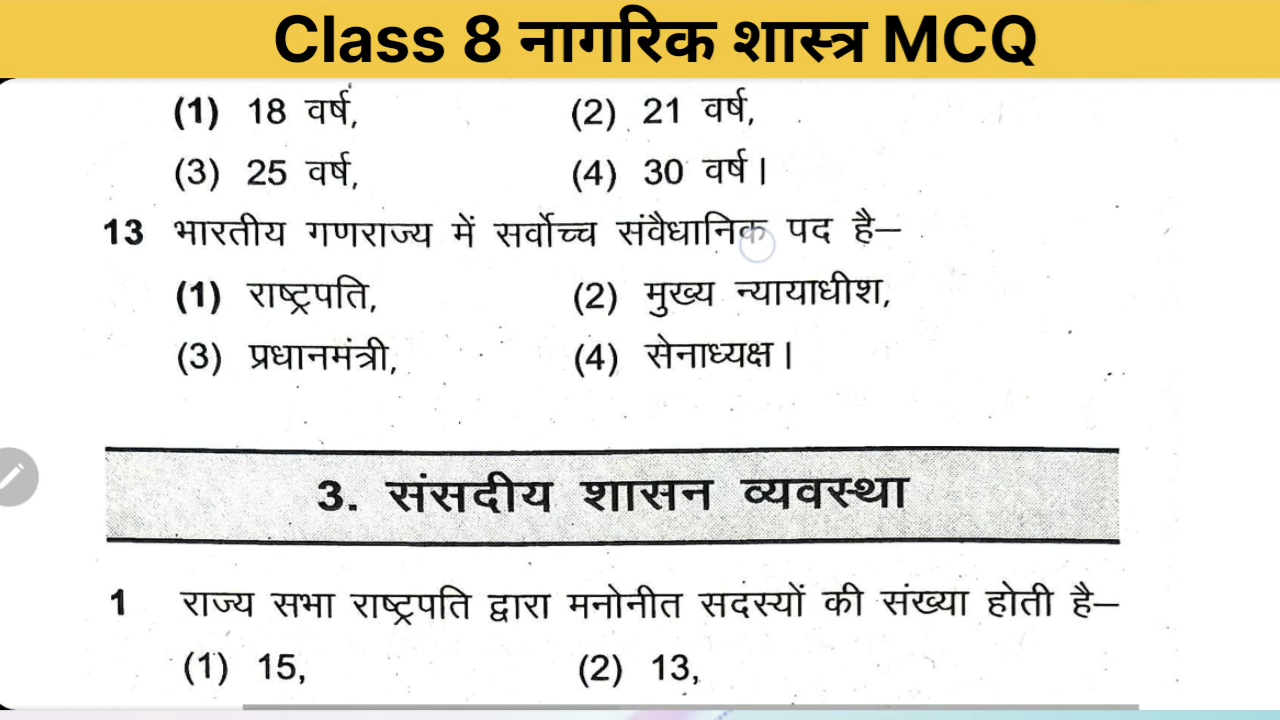 Class 8 नागरिक शास्त्र MCQ
(1) 18 वर्ष, (2) 21 वर्ष,
(3) 25 वर्ष, (4) 30 वर्ष।
13 भारतीय गणराज्य में सर्वोच्च संवैधानिक पद है–
(1) राष्ट्रपति, (2) मुख्य न्यायाधीश,
(3) प्रधानमंत्री, (4) सेनाध्यक्ष।
3. संसदीय शासन व्यवस्था
1 राज्य सभा राष्ट्रपति द्वारा मनोनीत सदस्यों की संख्या होती है–
(1) 15, (2) 13,